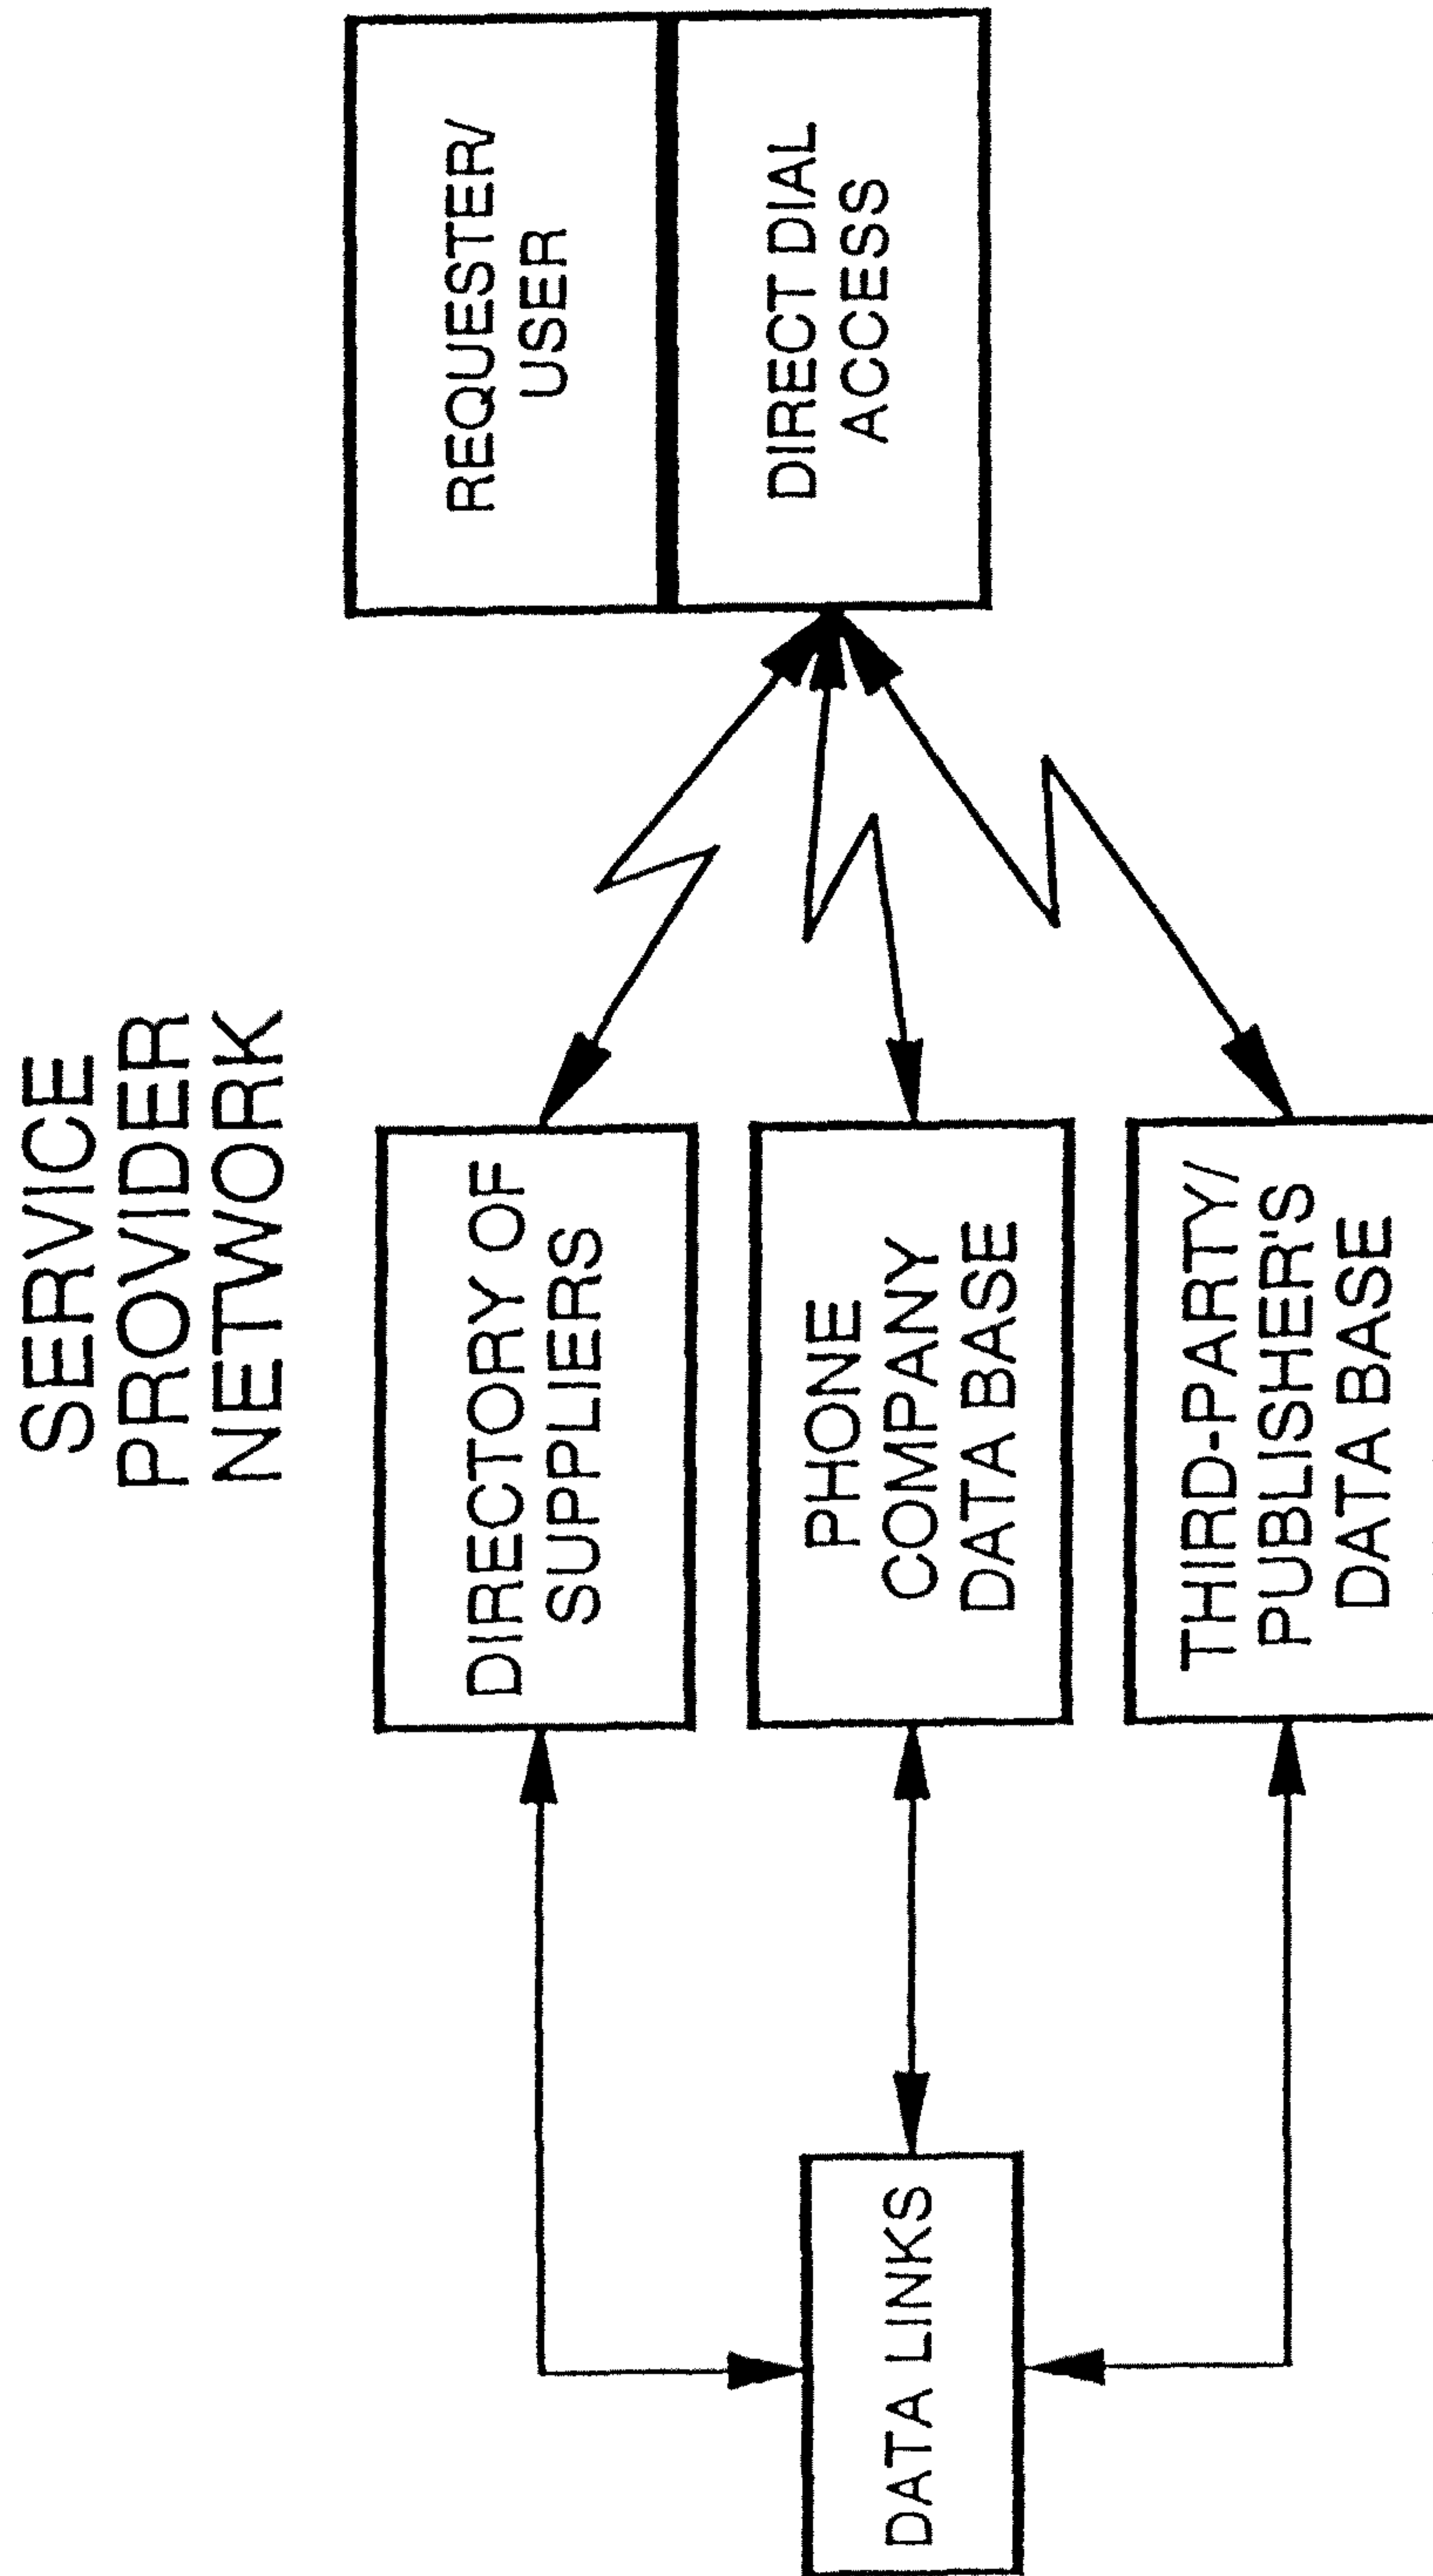 SERVICE
PROVIDER
NETWORK
DATA LINKS
DIRECTORY OF
SUPPLIERS
PHONE
COMPANY
DATA BASE
THIRD-PARTY/
PUBLISHER'S
DATA BASE
REQUESTER/
USER
DIRECT DIAL
ACCESS